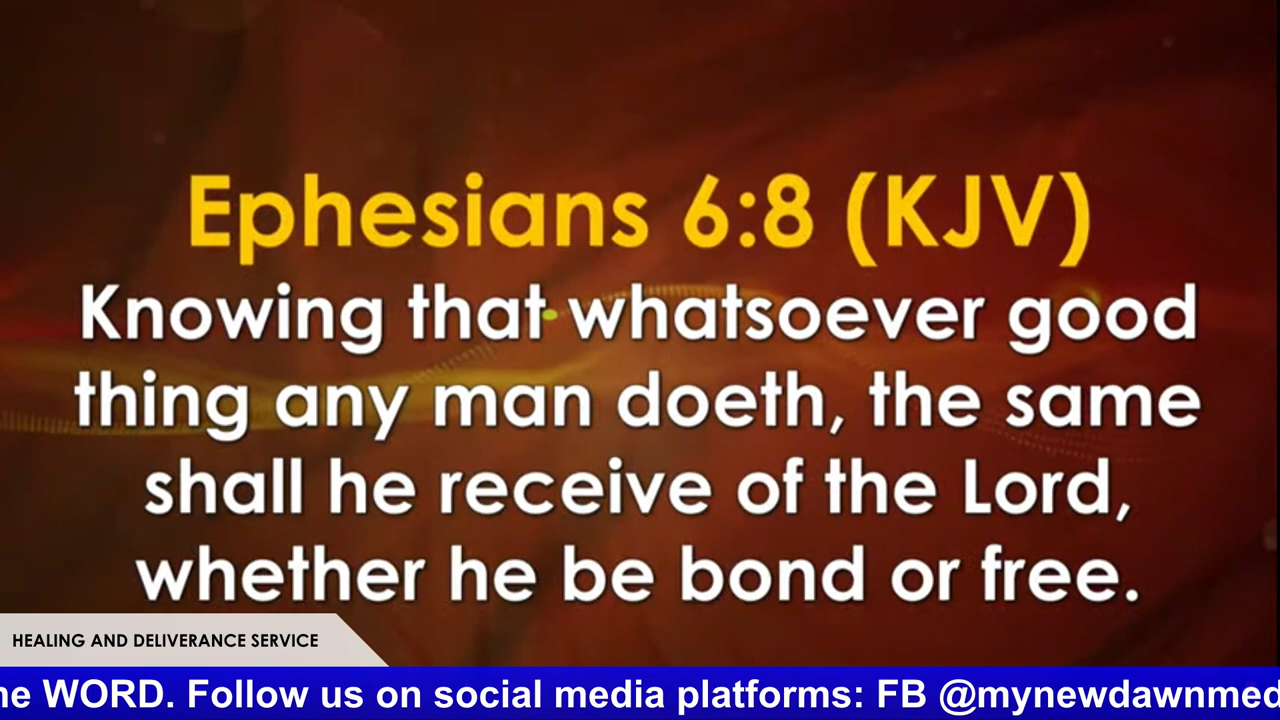 Ephesians 6:8 (KJV)
Knowing that whatsoever good
thing any man doeth, the same
shall he receive of the Lord,
whether he be bond or free.
HEALING AND DELIVERANCE SERVICE
WORD. Follow us on social media platforms: FB